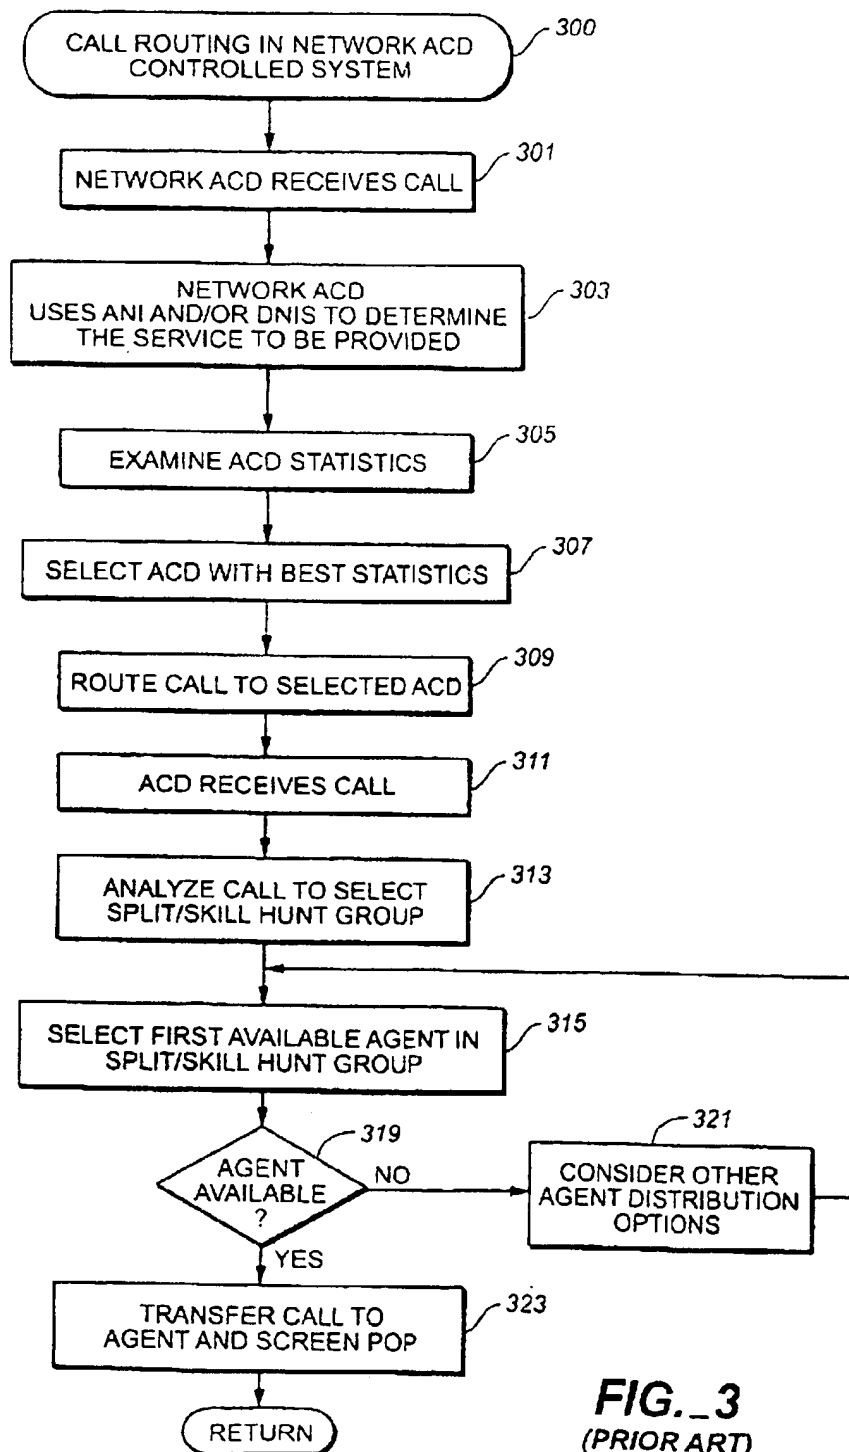 CALL ROUTING IN NETWORK ACD
CONTROLLED SYSTEM
300
301
NETWORK ACD RECEIVES CALL
NETWORK ACD
USES ANI AND/OR DNIS TO DETERMINE
THE SERVICE TO BE PROVIDED
303
305
EXAMINE ACD STATISTICS
307
SELECT ACD WITH BEST STATISTICS
309
ROUTE CALL TO SELECTED ACD
311
ACD RECEIVES CALL
313
ANALYZE CALL TO SELECT
SPLIT/SKILL HUNT GROUP
315
SELECT FIRST AVAILABLE AGENT IN
SPLIT/SKILL HUNT GROUP
319
AGENT
AVAILABLE
?
NO
321
CONSIDER OTHER
AGENT DISTRIBUTION
OPTIONS
YES
TRANSFER CALL TO
AGENT AND SCREEN POP
323
RETURN
FIG._3
(PRIOR ART)